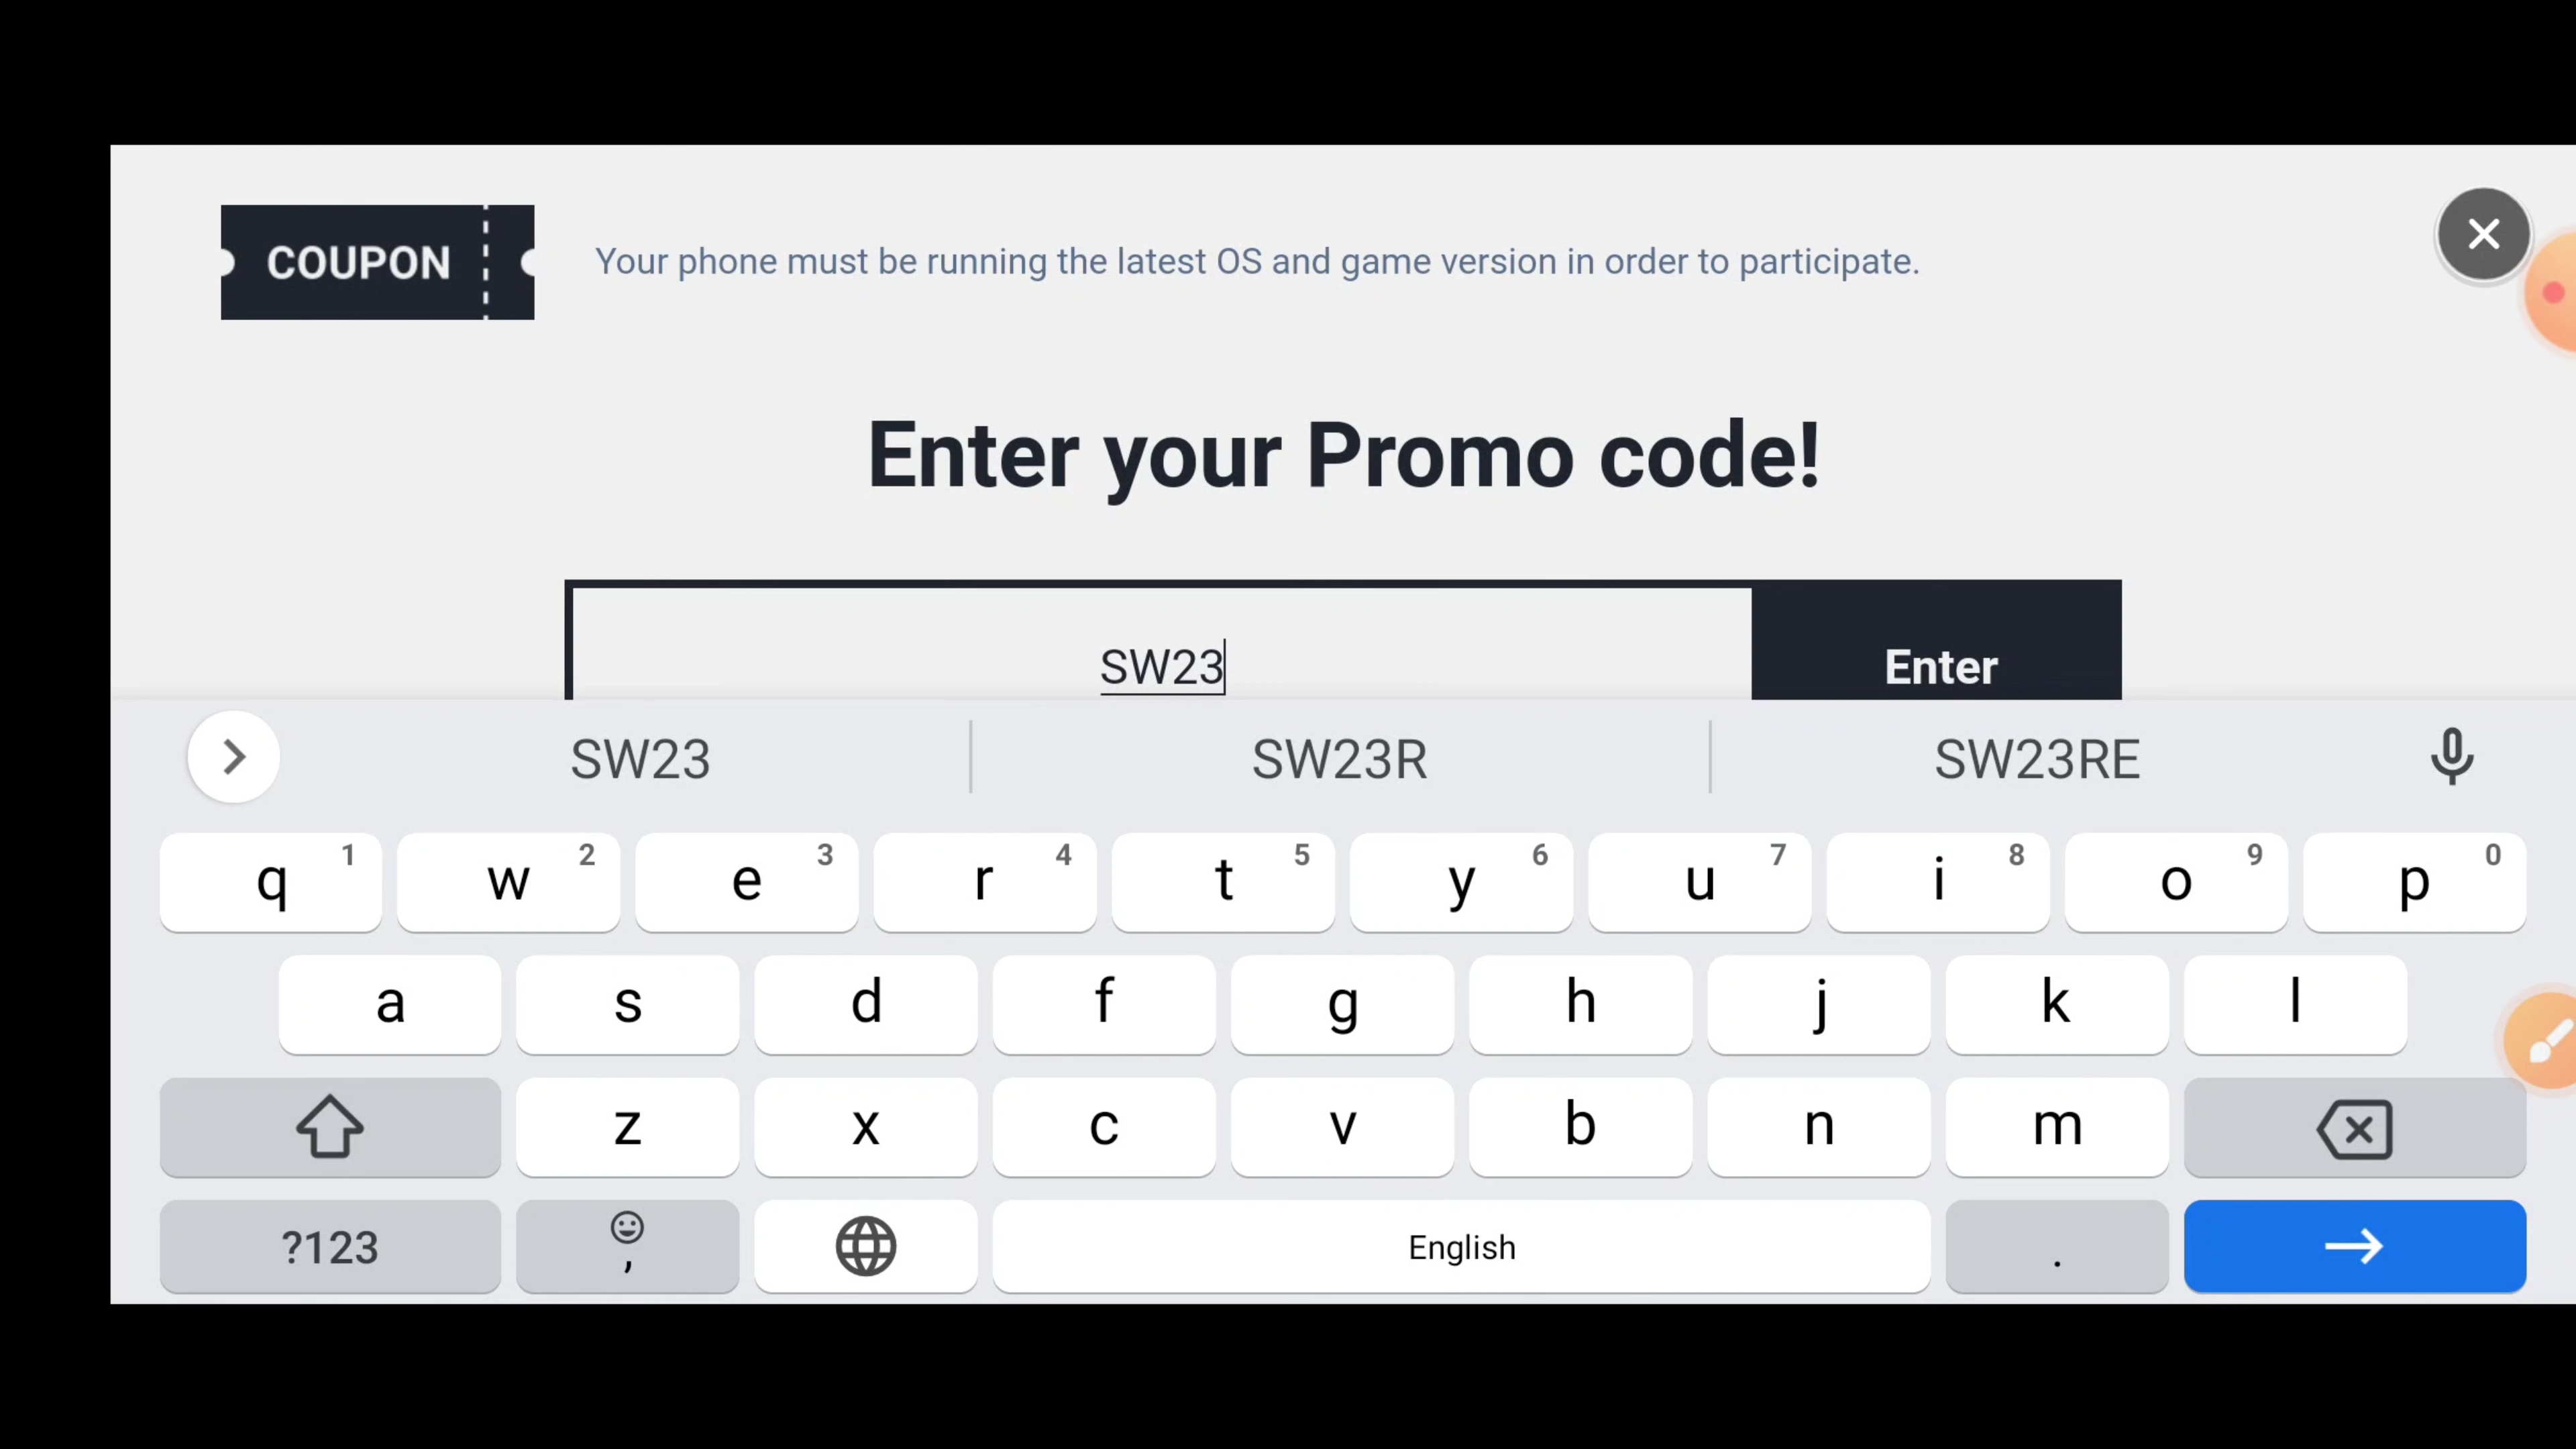 COUPON
Your phone must be running the latest OS and game version in order to participate.
Enter your Promo code!
SW23
Enter
SW23 SW23R SW23RE
q 1 w 2 e 3 r 4 t 5 y 6 u 7 i 8 o 9 p 0
a s d f g h j k l
z x c v b n m
?123 , English .